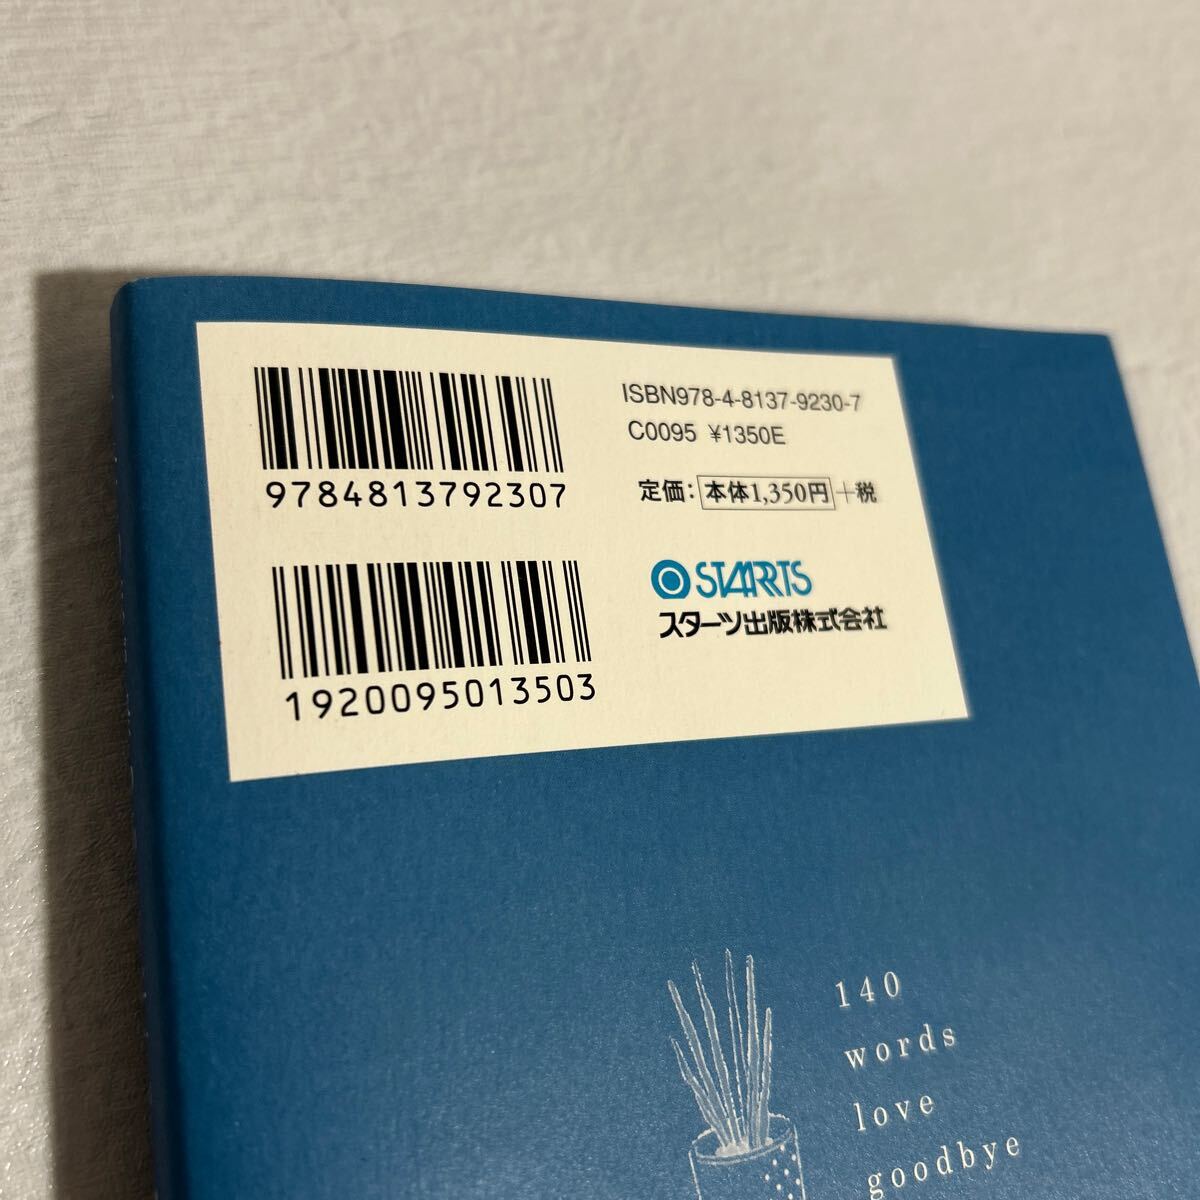 9784813792307
1920095013503
ISBN978-4-8137-9230-7
C0095 ¥1350E
定価：本体1,350円+税
STARTS
スターツ出版株式会社
140
words
love
goodbye